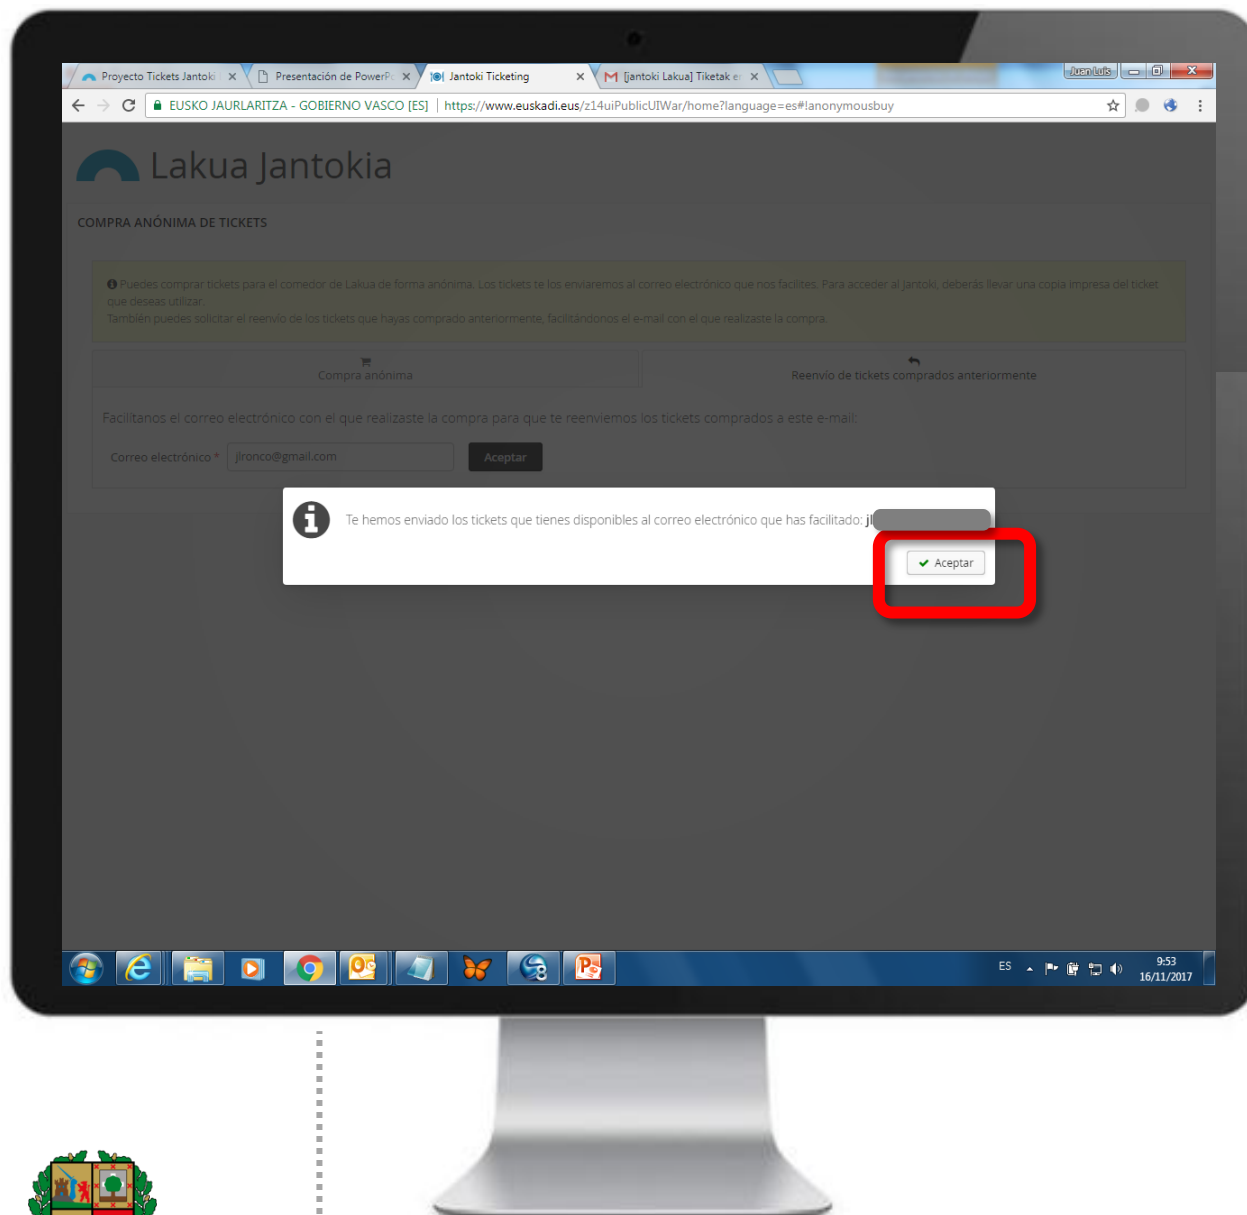 Proyecto Tickets Jantoki
Presentación de PowerPo
Jantoki Ticketing
[jantoki Lakua] Tiketak e
Juan Luis
EUSKO JAURLARITZA - GOBIERNO VASCO [ES] | https://www.euskadi.eus/z14uiPublicUIWar/home?language=es#!anonymousbuy
Lakua Jantokia
COMPRA ANÓNIMA DE TICKETS
Puedes comprar tickets para el comedor de Lakua de forma anónima. Los tickets te los enviaremos al correo electrónico que nos facilites. Para acceder al Jantoki, deberás llevar una copia impresa del ticket
que deseas utilizar.
También puedes solicitar el reenvío de los tickets que hayas comprado anteriormente, facilitándonos el e-mail con el que realizaste la compra.
Compra anónima
Reenvío de tickets comprados anteriormente
Facilítanos el correo electrónico con el que realizaste la compra para que te reenviemos los tickets comprados a este e-mail:
Correo electrónico * jlronco@gmail.com Aceptar
Te hemos enviado los tickets que tienes disponibles al correo electrónico que has facilitado: jl
Aceptar
ES
9:53
16/11/2017